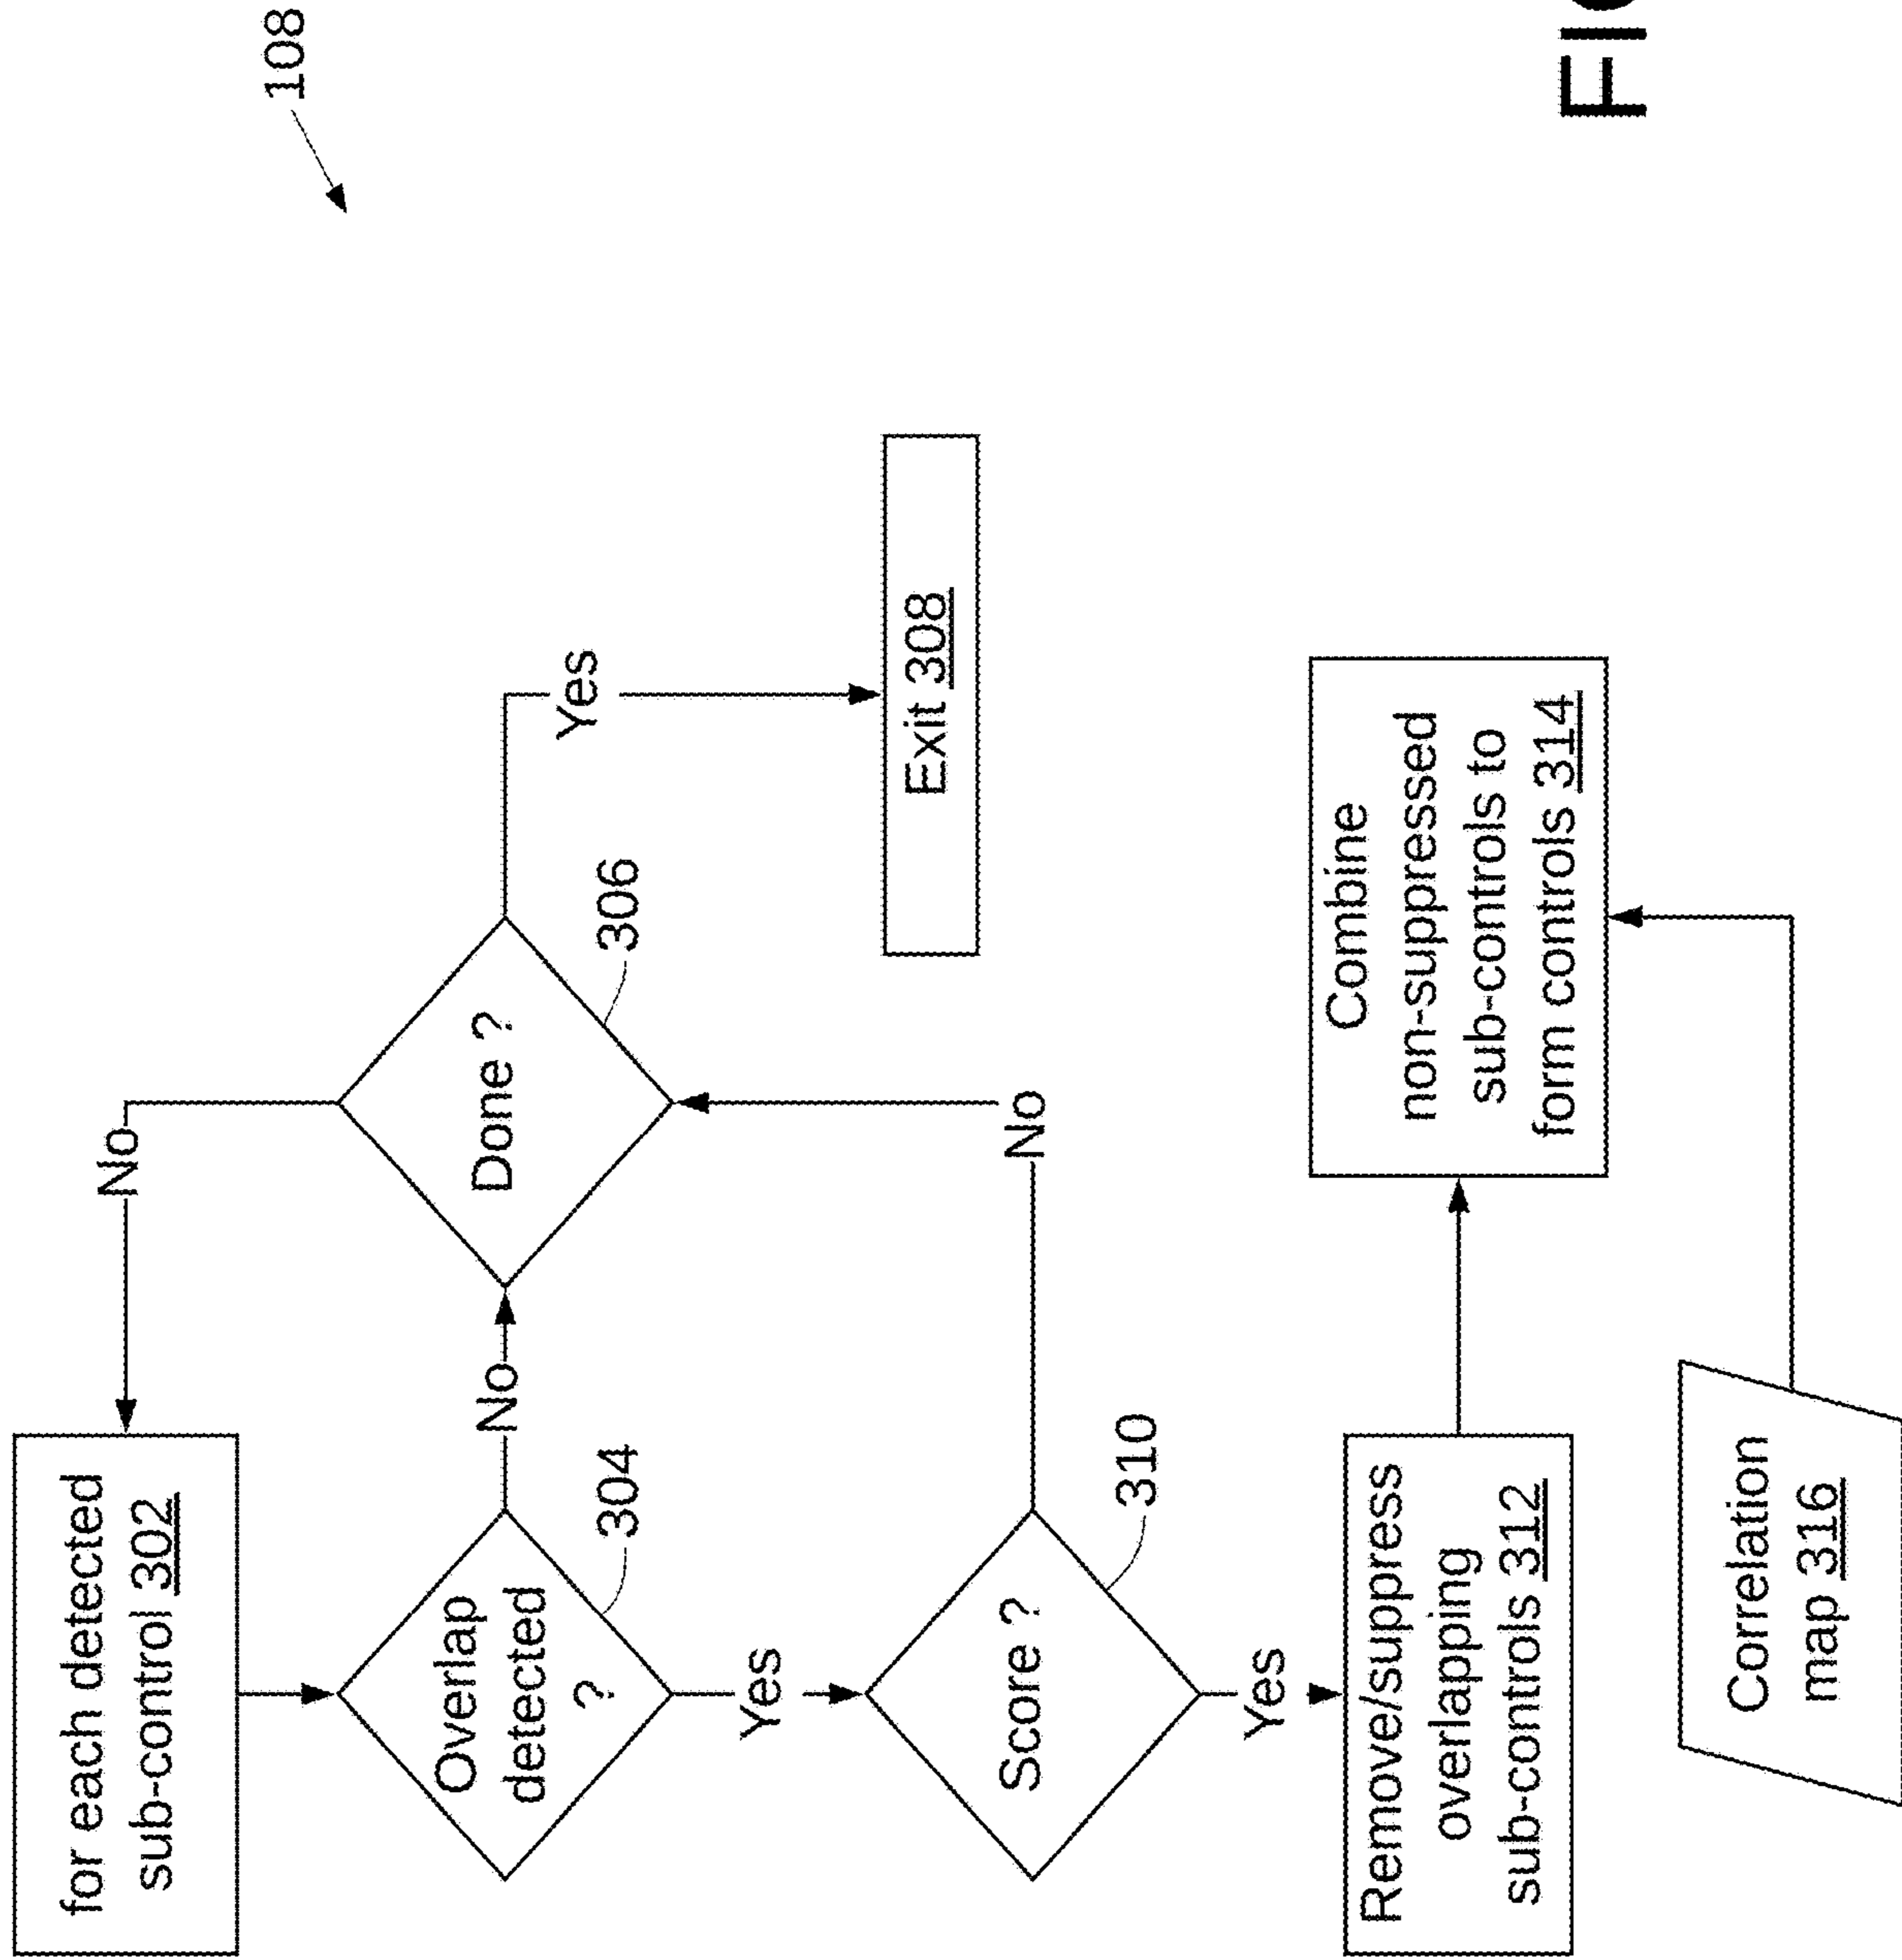 108
for each detected
sub-control 302
No
Overlap
detected
?
304
No
Done ?
306
Yes
Exit 308
Yes
Score ?
310
No
Yes
Remove/suppress
overlapping
sub-controls 312
Combine
non-suppressed
sub-controls to
form controls 314
Correlation
map 316